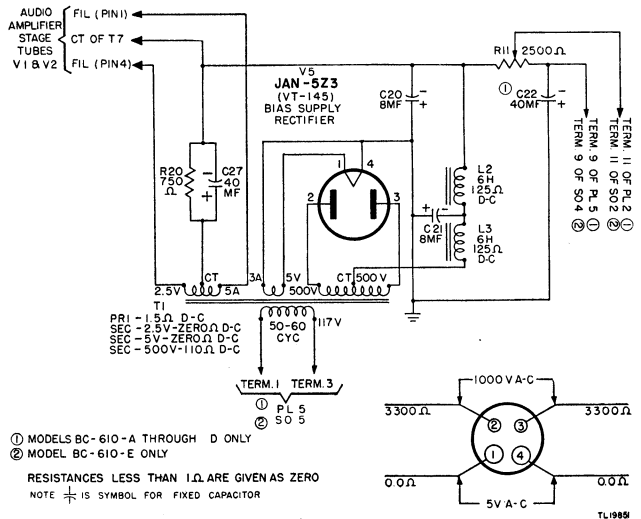 AUDIO AMPLIFIER STAGE TUBES V1 & V2
FIL (PIN1)
CT OF T7
FIL (PIN4)
V5
JAN-5Z3
(VT-145)
BIAS SUPPLY
RECTIFIER
C20
8MF
R11 2500Ω
①
C22
40MF
TERM. 9 OF PL 5 ①
TERM. 9 OF SO4 ②
TERM. 11 OF PL 2 ①
TERM. 11 OF SO2 ②
R20
750
Ω
C27
40
MF
1 4
2 3
L2
6H
125Ω
D-C
C21
8MF
L3
6H
125Ω
D-C
CT
2.5V 5A
3A 5V
500V CT 500V
T1
PRI - 1.5Ω D-C
SEC - 2.5V-ZEROΩ D-C
SEC - 5V-ZEROΩ D-C
SEC - 500V-110Ω D-C
50-60
CYC
117V
TERM.1 TERM.3
① PL 5
② SO 5
① MODELS BC-610-A THROUGH D ONLY
② MODEL BC-610-E ONLY
RESISTANCES LESS THAN 1Ω ARE GIVEN AS ZERO
NOTE IS SYMBOL FOR FIXED CAPACITOR
1000V A-C
3300Ω 3300Ω
② ③
① ④
0.0Ω 0.0Ω
5V A-C
TL19851